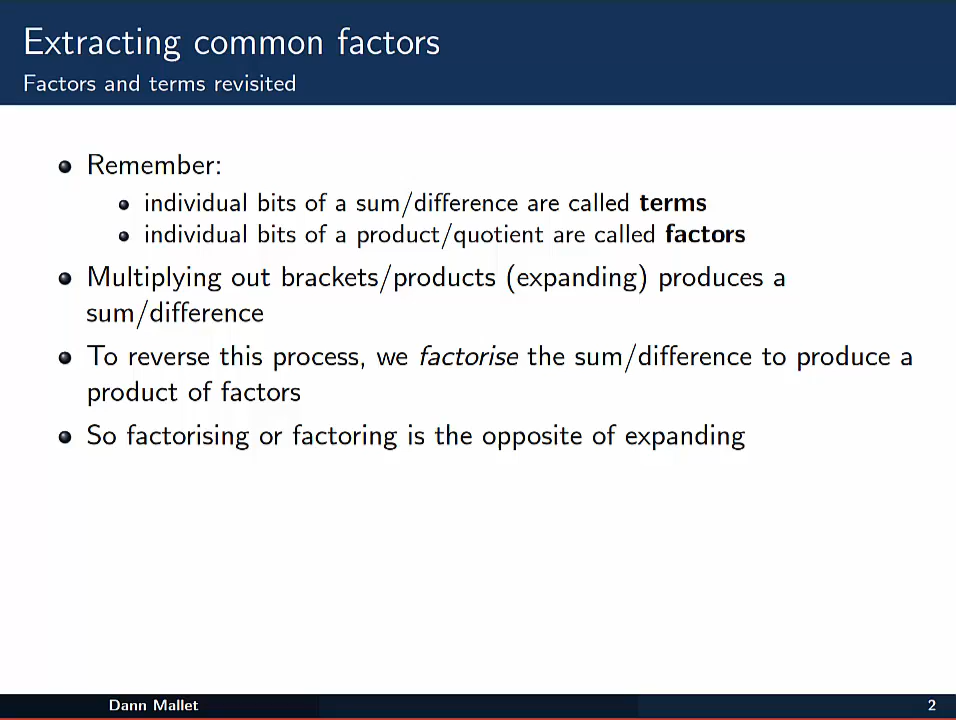 Extracting common factors
Factors and terms revisited
Remember:
individual bits of a sum/difference are called terms
individual bits of a product/quotient are called factors
Multiplying out brackets/products (expanding) produces a
sum/difference
To reverse this process, we factorise the sum/difference to produce a
product of factors
So factorising or factoring is the opposite of expanding
Dann Mallet
2